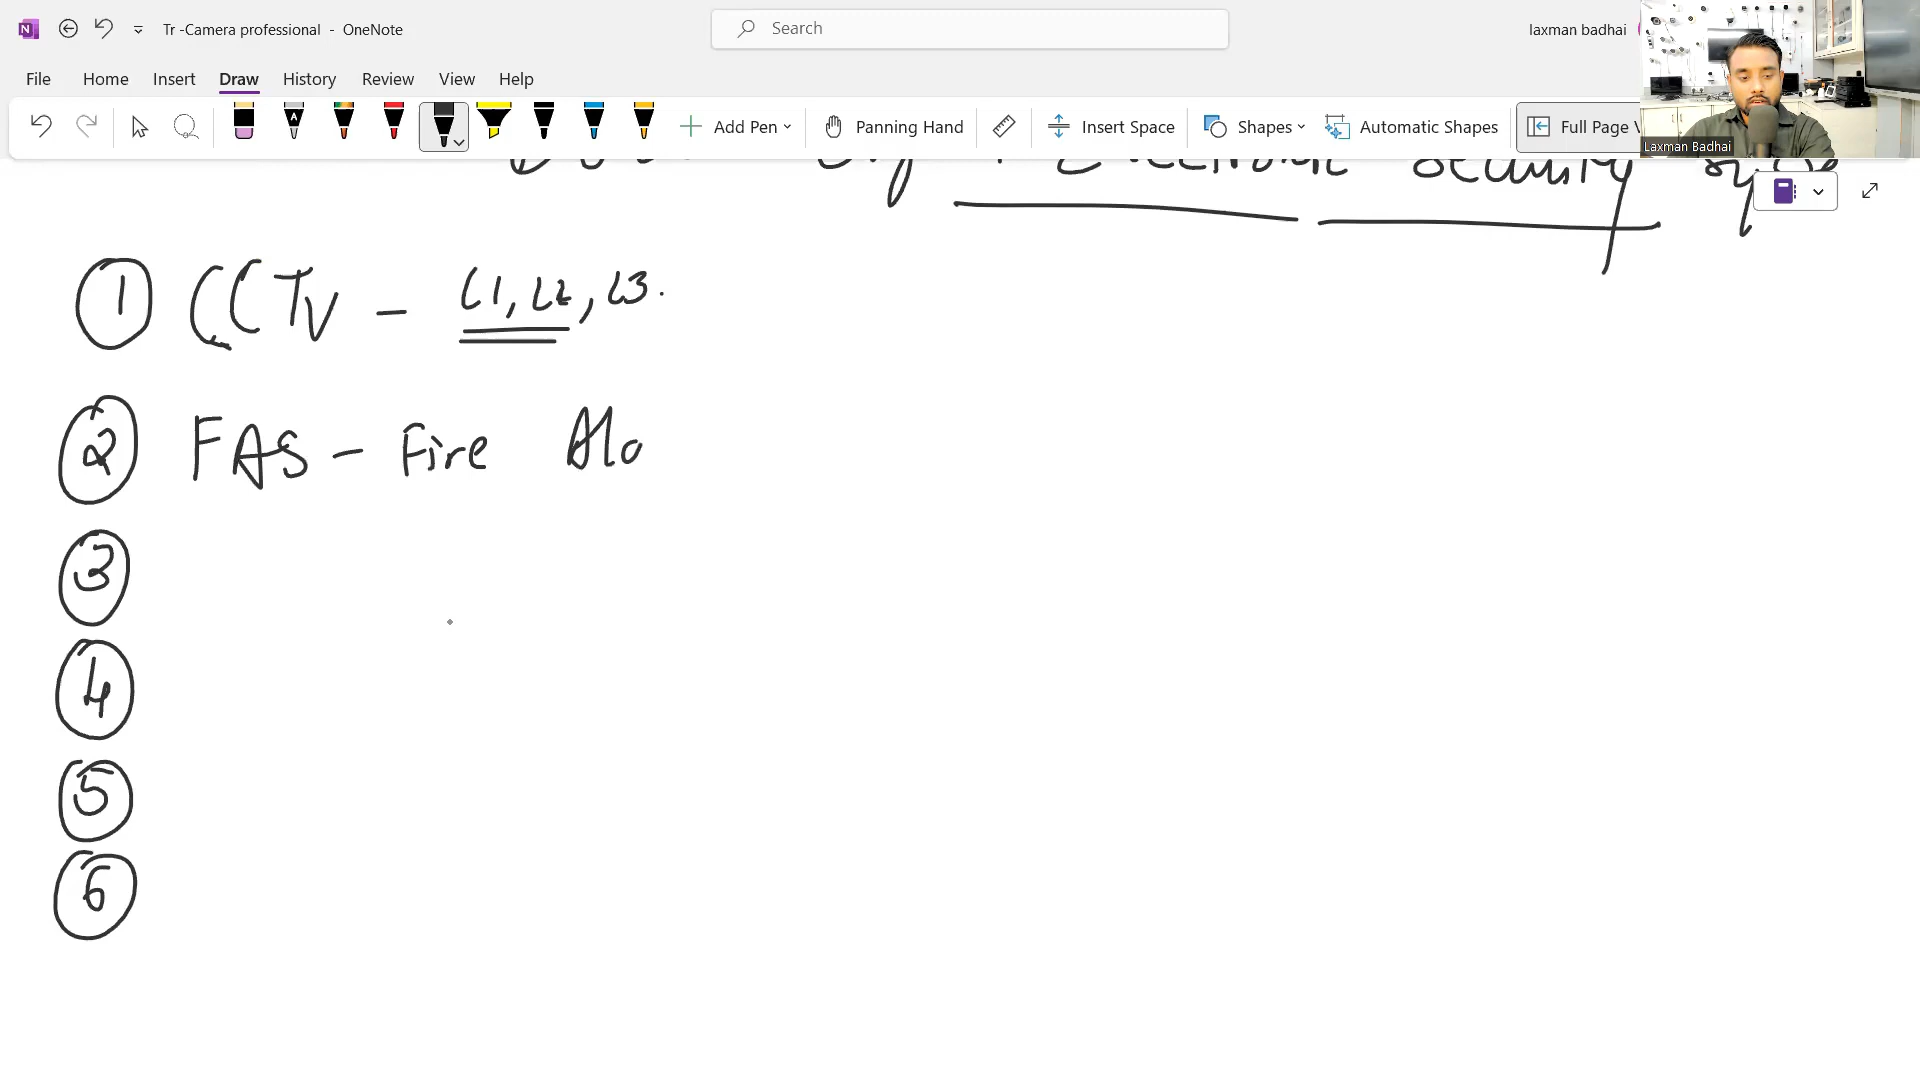 Tr -Camera professional - OneNote
Search
laxman badhai
File Home Insert Draw History Review View Help
Add Pen Panning Hand Insert Space Shapes Automatic Shapes Full Page V
Laxman Badhai
Electronic Security
1 CCTV - L1, L2, L3.
2 FAS - Fire Ala
3
4
5
6